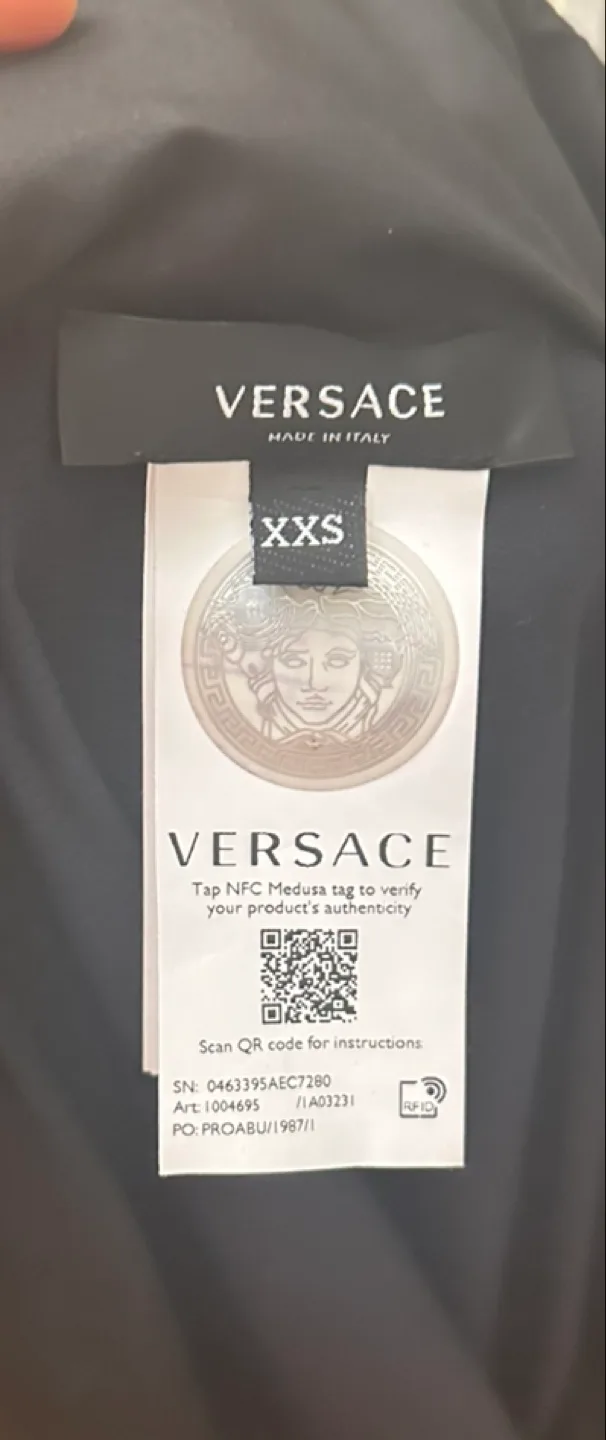 VERSACE
MADE IN ITALY
XXS
VERSACE
Tap NFC Medusa tag to verify
your product's authenticity
Scan QR code for instructions
SN: 0463395AEC7280
Art: 1004695 /1A03231
PO: PROABU/1987/1
RFID